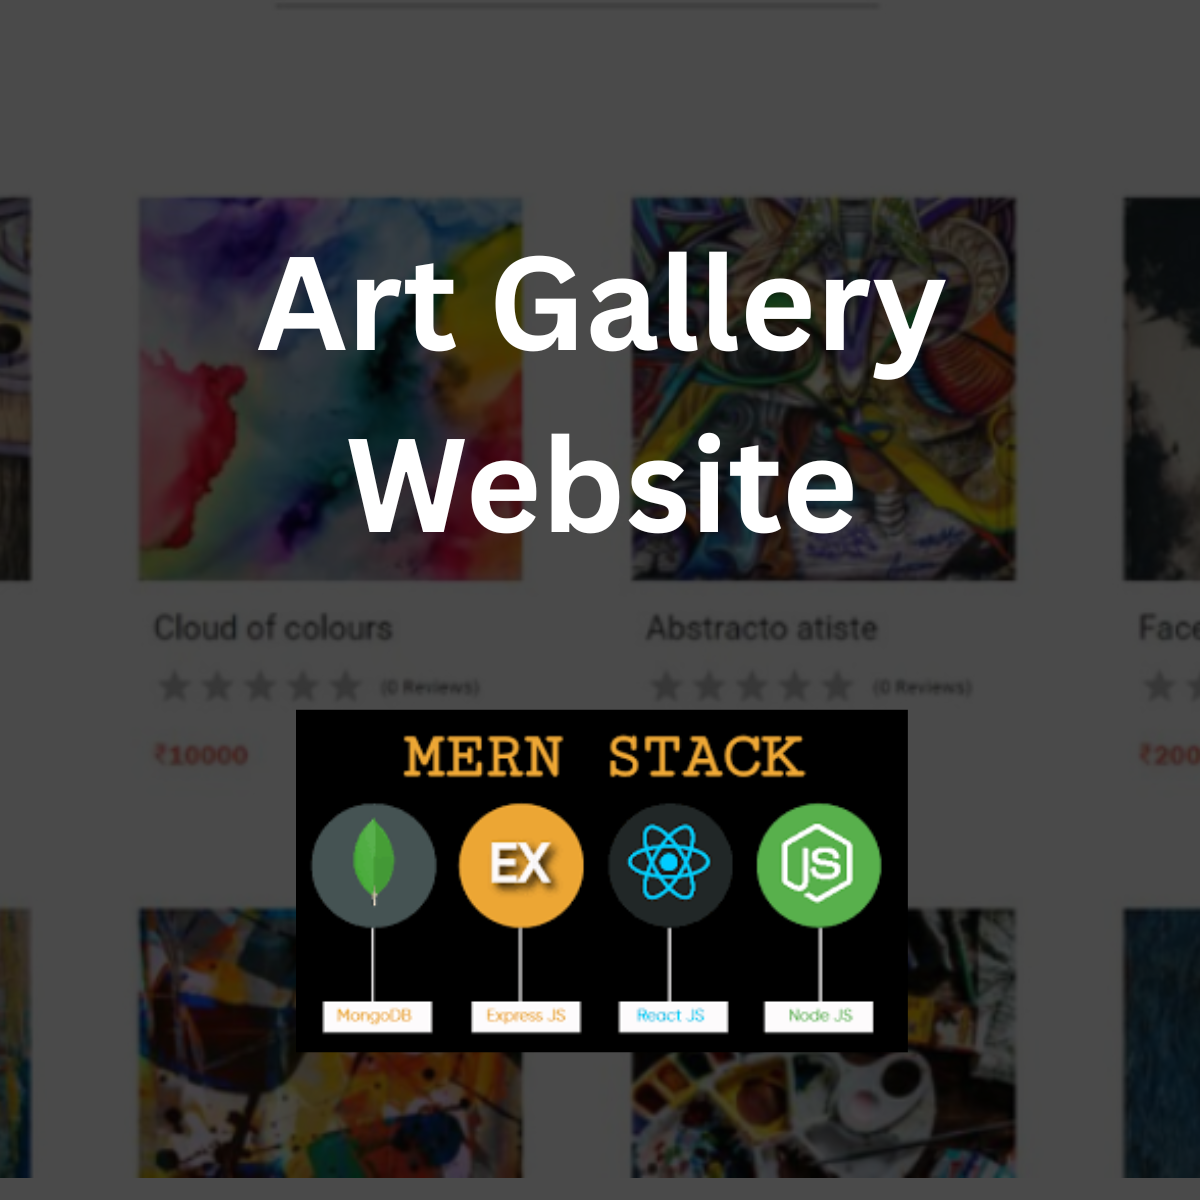 Art Gallery
Website
Cloud of colours
Abstracto atiste
Face
(0 Reviews)
(0 Reviews)
₹10000
₹200
MERN STACK
EX
JS
MongoDB
Express JS
React JS
Node JS